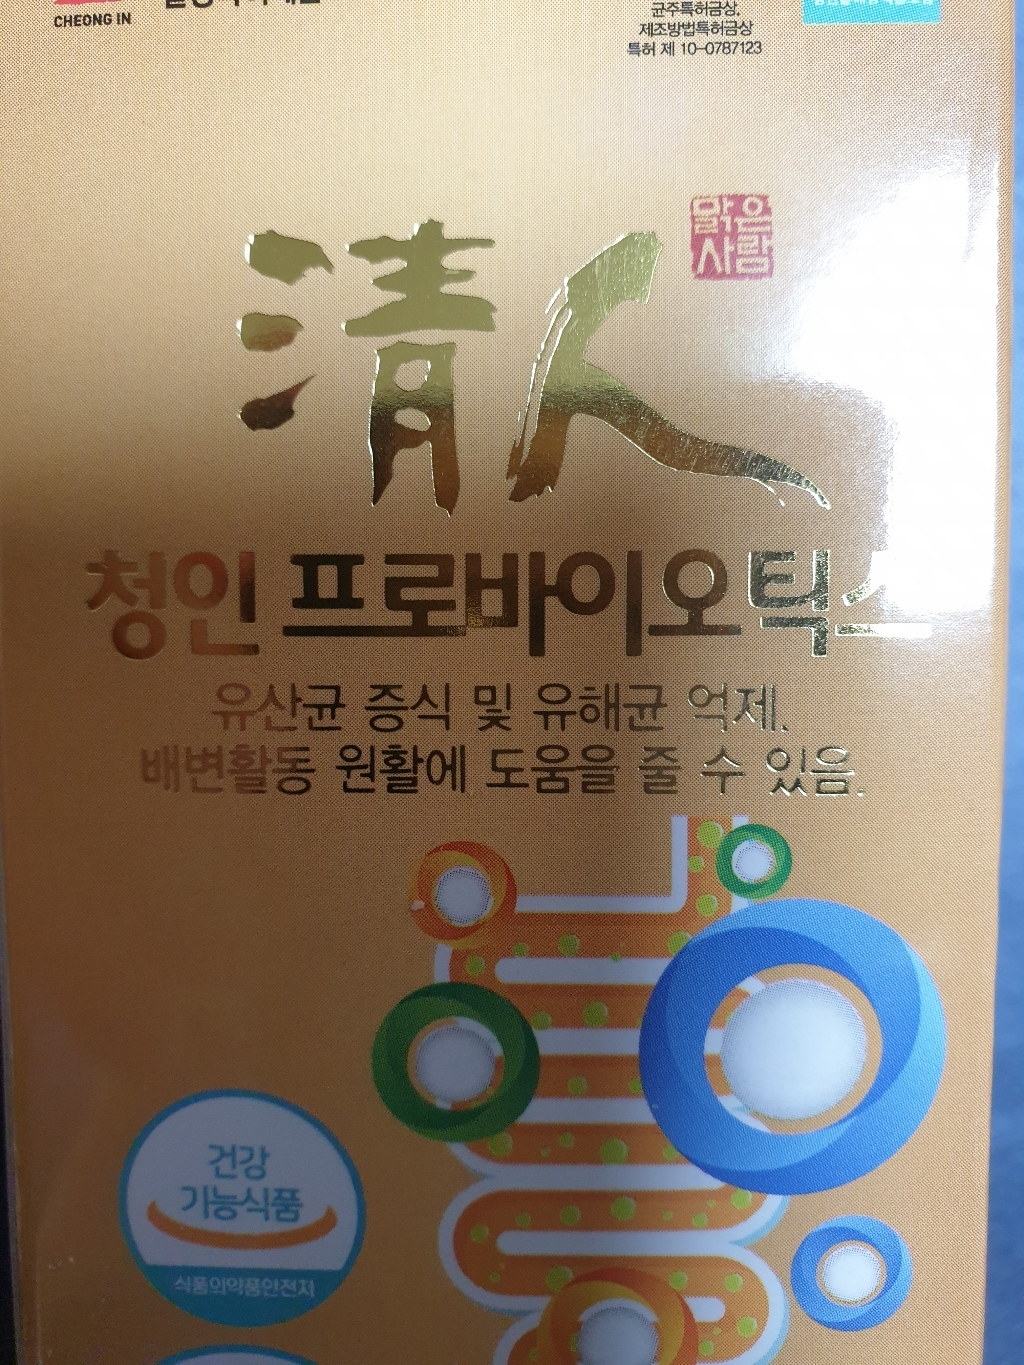 CHEONG IN
균주특허금상,
제조방법특허금상
특허 제 10-0787123
맑은
사람
清人
청인 프로바이오틱스
유산균 증식 및 유해균 억제.
배변활동 원활에 도움을 줄 수 있음.
건강
기능식품
식품의약품안전처